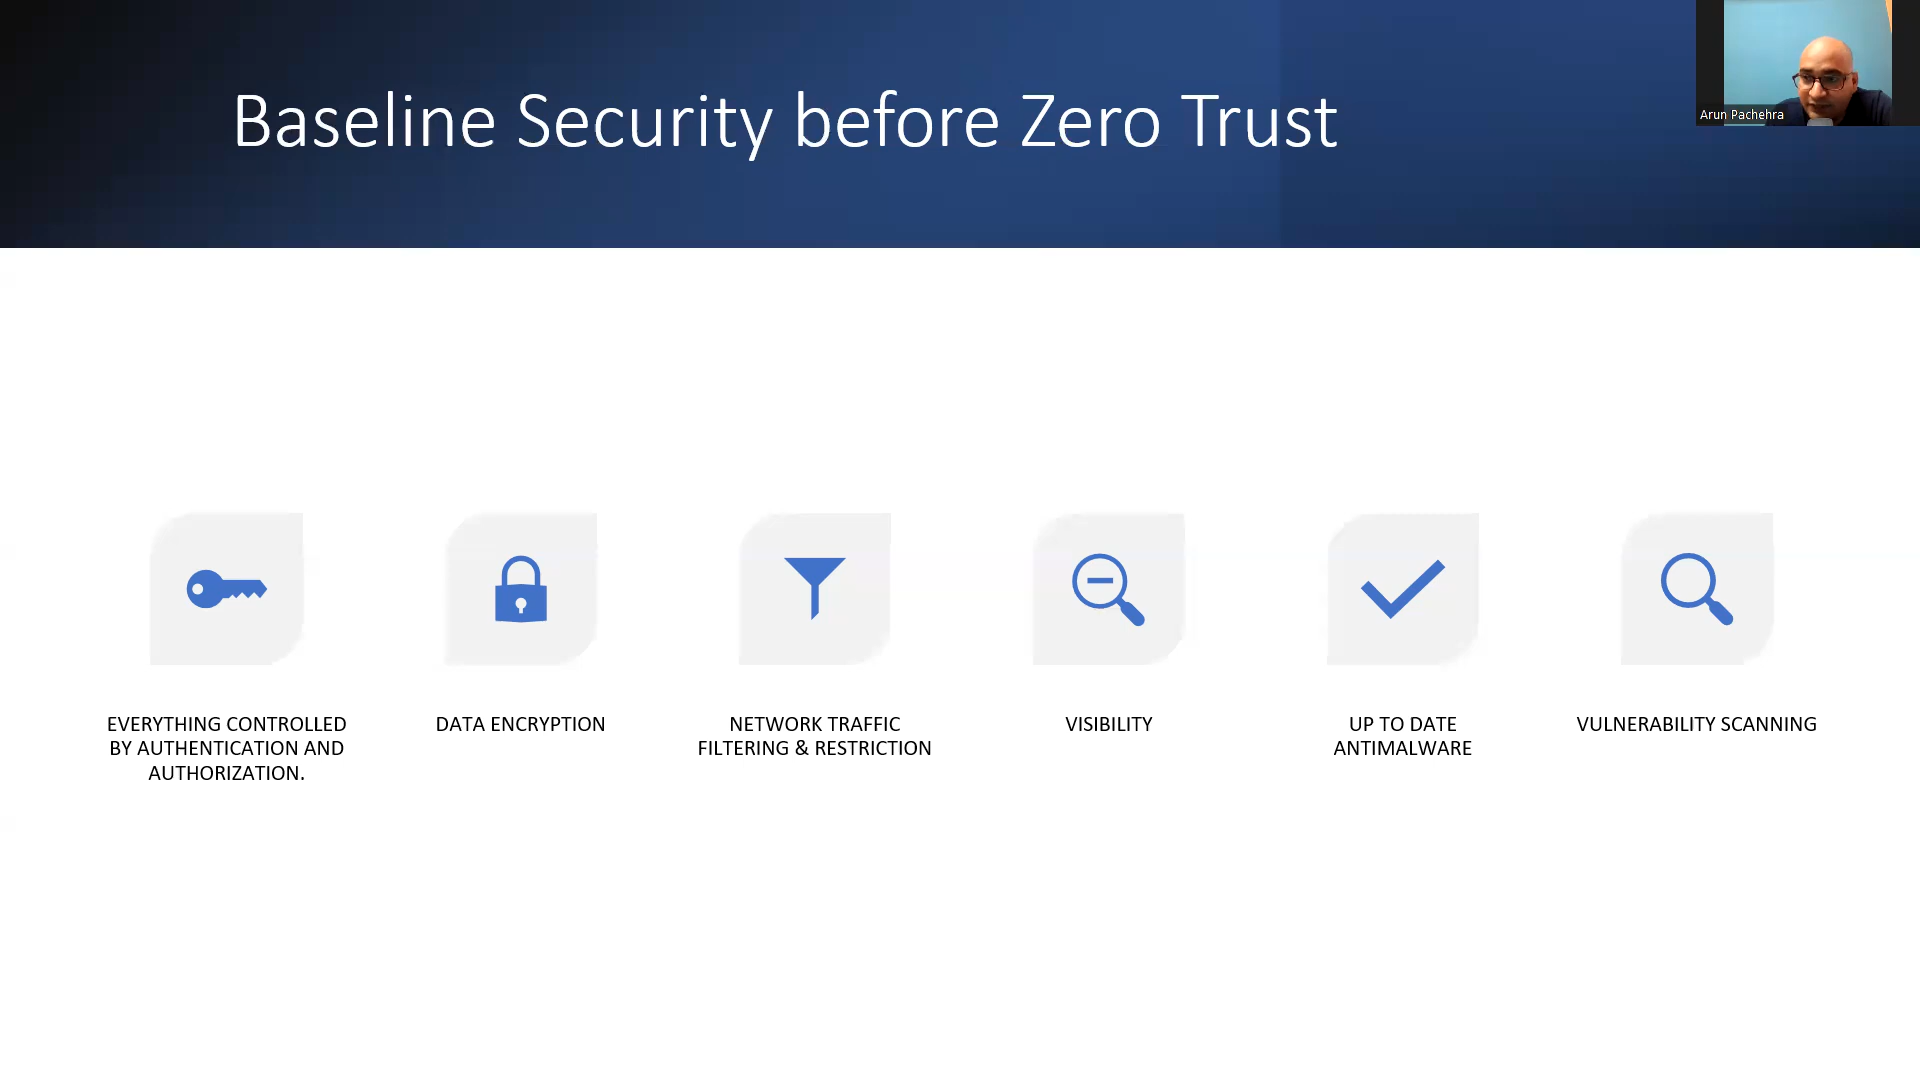 Baseline Security before Zero Trust
Arun Pachehra
EVERYTHING CONTROLLED
BY AUTHENTICATION AND
AUTHORIZATION.
DATA ENCRYPTION
NETWORK TRAFFIC
FILTERING & RESTRICTION
VISIBILITY
UP TO DATE
ANTIMALWARE
VULNERABILITY SCANNING